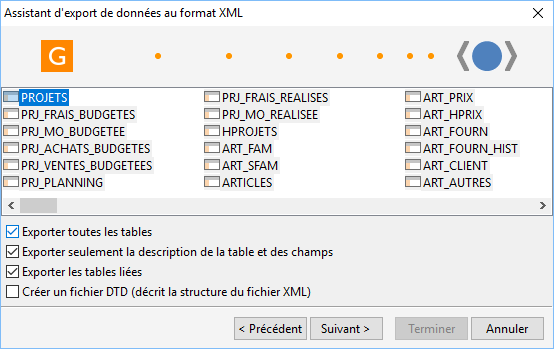 Assistant d'export de données au format XML
G
PROJETS
PRJ_FRAIS_BUDGETES
PRJ_MO_BUDGETEE
PRJ_ACHATS_BUDGETES
PRJ_VENTES_BUDGETEES
PRJ_PLANNING
PRJ_FRAIS_REALISES
PRJ_MO_REALISEE
HPROJETS
ART_FAM
ART_SFAM
ARTICLES
ART_PRIX
ART_HPRIX
ART_FOURN
ART_FOURN_HIST
ART_CLIENT
ART_AUTRES
Exporter toutes les tables
Exporter seulement la description de la table et des champs
Exporter les tables liées
Créer un fichier DTD (décrit la structure du fichier XML)
< Précédent Suivant > Terminer Annuler